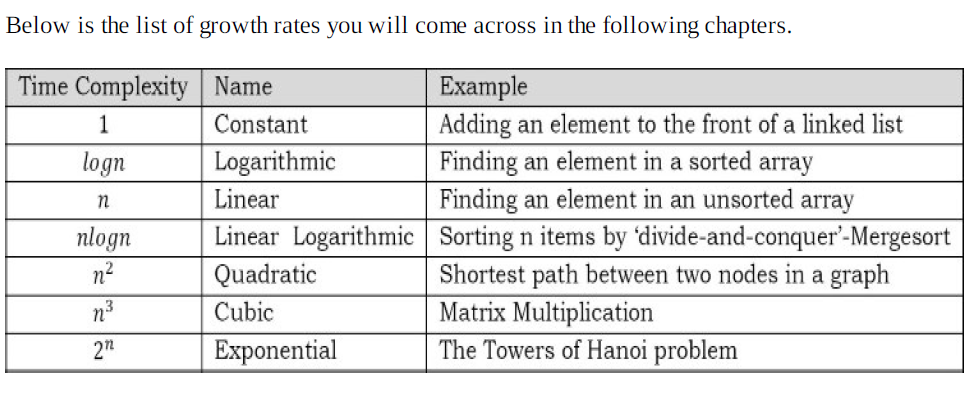 Below is the list of growth rates you will come across in the following chapters.
Time Complexity Name Example
1 Constant Adding an element to the front of a linked list
logn Logarithmic Finding an element in a sorted array
n Linear Finding an element in an unsorted array
nlogn Linear Logarithmic Sorting n items by ‘divide-and-conquer’-Mergesort
n² Quadratic Shortest path between two nodes in a graph
n³ Cubic Matrix Multiplication
2ⁿ Exponential The Towers of Hanoi problem